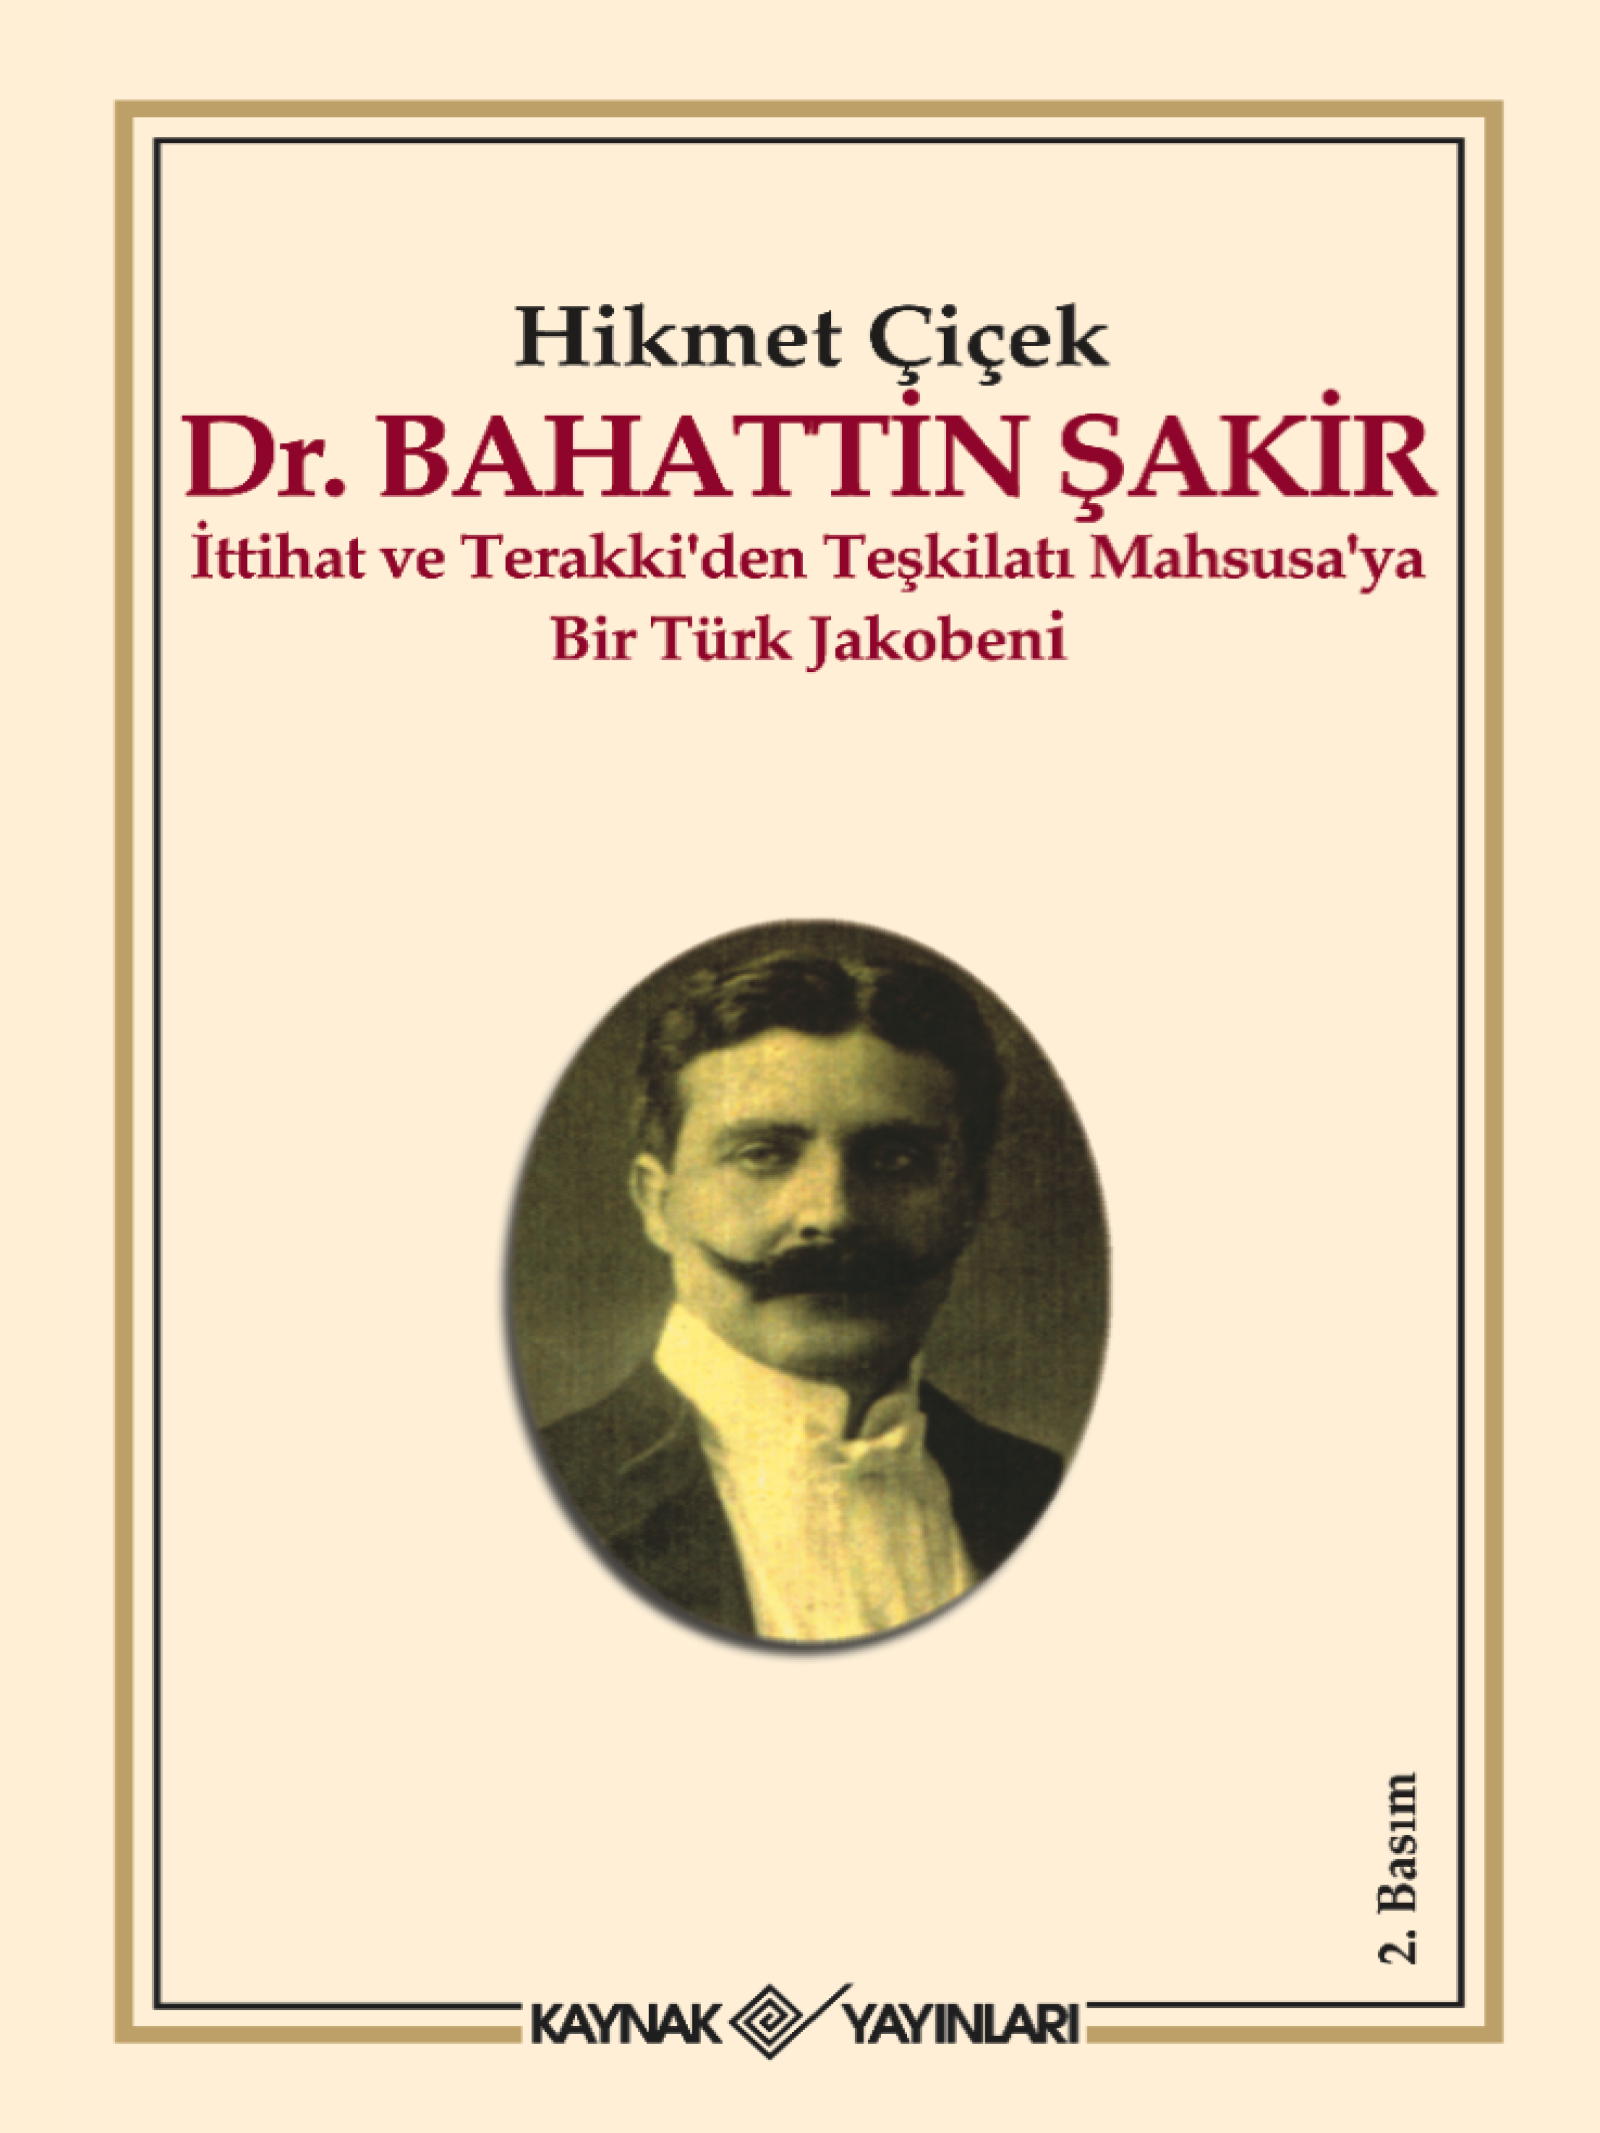 Hikmet Çiçek
Dr. BAHATTİN ŞAKİR
İttihat ve Terakki'den Teşkilatı Mahsusa'ya
Bir Türk Jakobeni
2. Basım
KAYNAK YAYINLARI